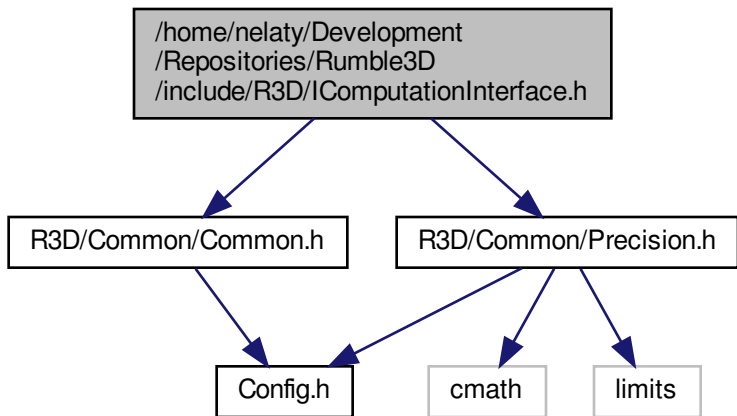 /home/nelaty/Development
/Repositories/Rumble3D
/include/R3D/IComputationInterface.h
R3D/Common/Common.h
R3D/Common/Precision.h
Config.h
cmath
limits